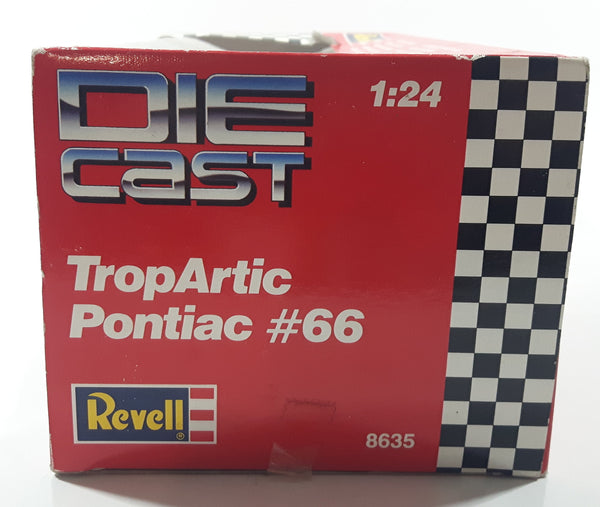 DIE
CAST
1:24
TropArtic
Pontiac #66
Revell
8635